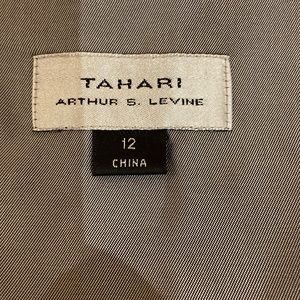 TAHARI
ARTHUR S. LEVINE
12
CHINA